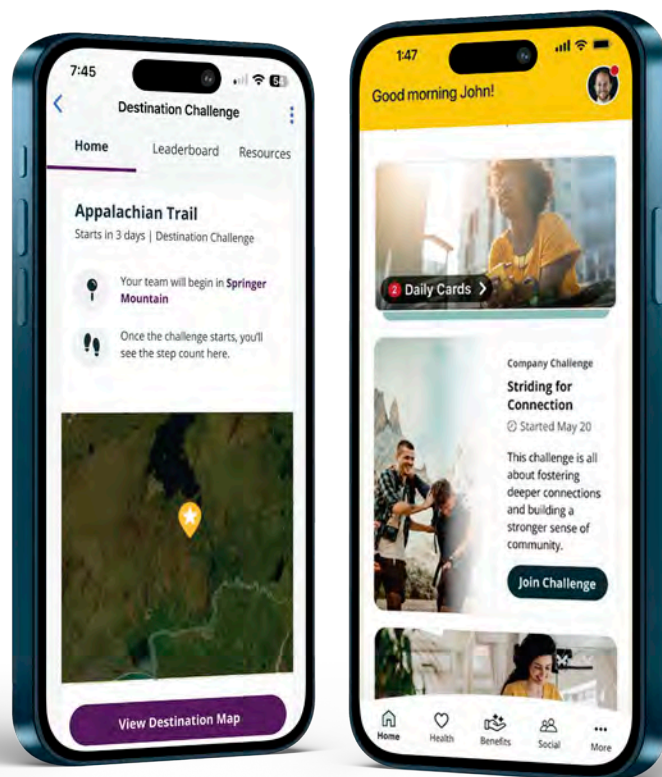 7:45
Destination Challenge
Home Leaderboard Resources
Appalachian Trail
Starts in 3 days | Destination Challenge
Your team will begin in Springer
Mountain
Once the challenge starts, you'll
see the step count here.
View Destination Map
1:47
Good morning John!
2 Daily Cards
Company Challenge
Striding for
Connection
Started May 20
This challenge is all
about fostering
deeper connections
and building a
stronger sense of
community.
Join Challenge
Home Health Benefits Social More